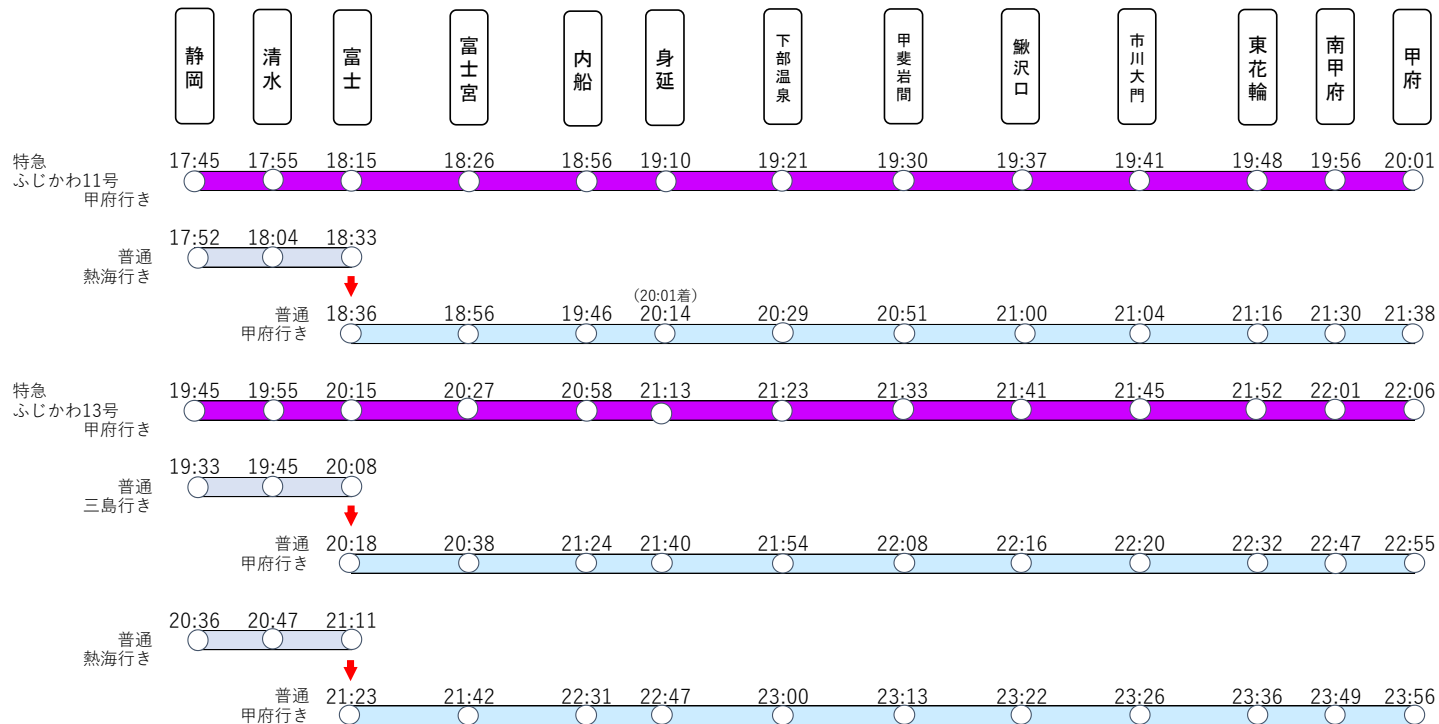 静岡 清水 富士 富士宮 内船 身延 下部温泉 甲斐岩間 鰍沢口 市川大門 東花輪 南甲府 甲府
特急
ふじかわ11号
甲府行き
17:45 17:55 18:15 18:26 18:56 19:10 19:21 19:30 19:37 19:41 19:48 19:56 20:01
普通
熱海行き
17:52 18:04 18:33
普通
甲府行き
(20:01着)
18:36 18:56 19:46 20:14 20:29 20:51 21:00 21:04 21:16 21:30 21:38
特急
ふじかわ13号
甲府行き
19:45 19:55 20:15 20:27 20:58 21:13 21:23 21:33 21:41 21:45 21:52 22:01 22:06
普通
三島行き
19:33 19:45 20:08
普通
甲府行き
20:18 20:38 21:24 21:40 21:54 22:08 22:16 22:20 22:32 22:47 22:55
普通
熱海行き
20:36 20:47 21:11
普通
甲府行き
21:23 21:42 22:31 22:47 23:00 23:13 23:22 23:26 23:36 23:49 23:56